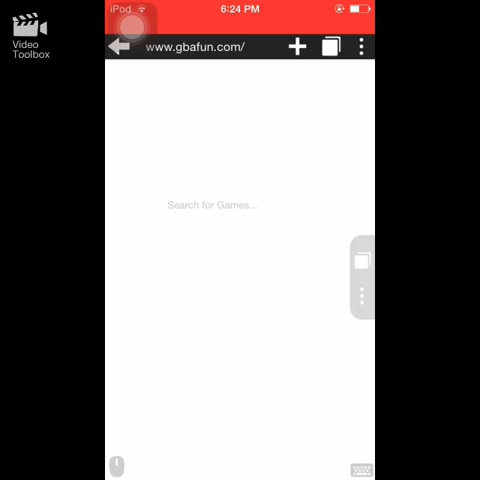 iPod
6:24 PM
Video
Toolbox
www.gbafun.com/
Search for Games...